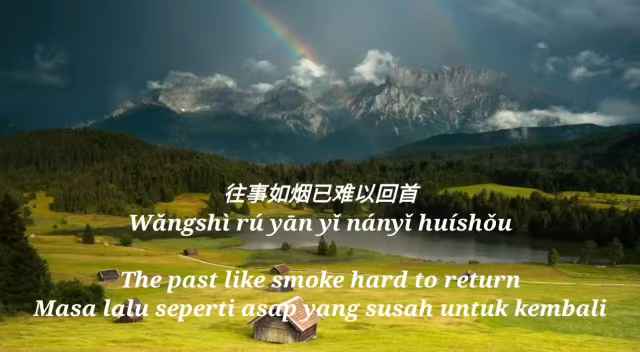 往事如烟已难以回首
Wǎngshì rú yān yǐ nányǐ huíshǒu
The past like smoke hard to return
Masa lalu seperti asap yang susah untuk kembali